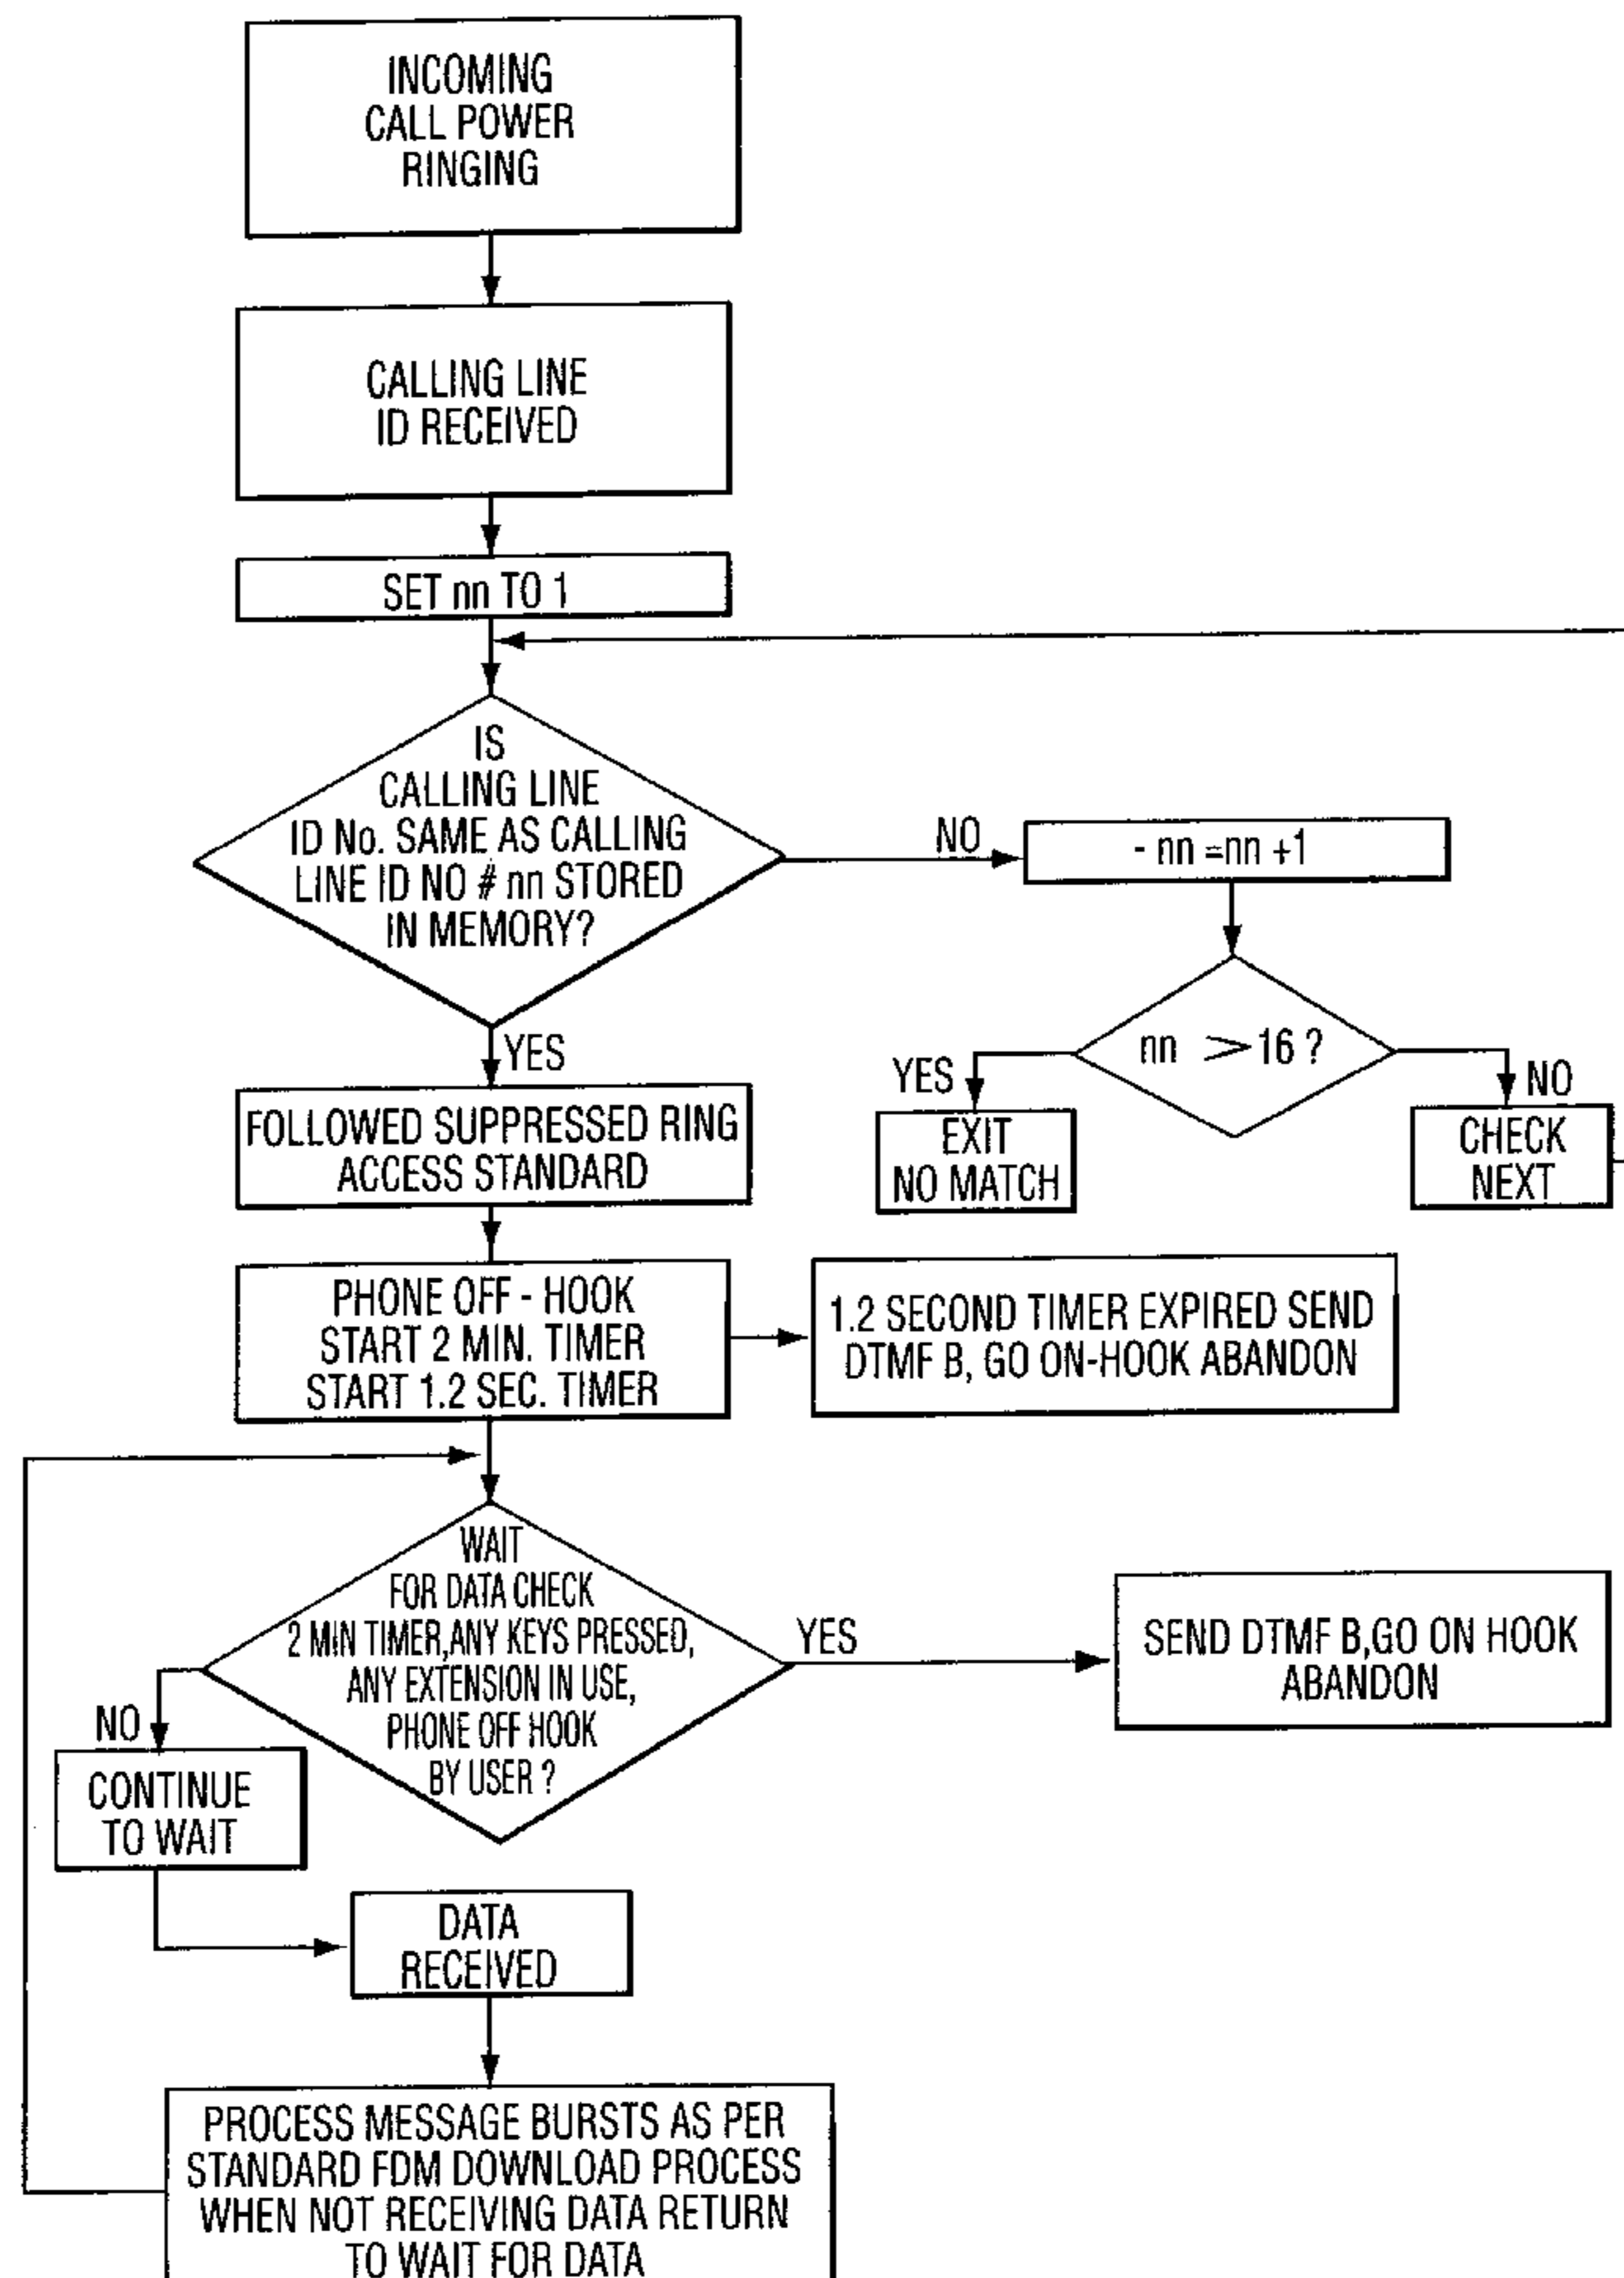 INCOMING
CALL POWER
RINGING
CALLING LINE
ID RECEIVED
SET nn TO 1
IS
CALLING LINE
ID No. SAME AS CALLING
LINE ID NO # nn STORED
IN MEMORY?
NO
- nn =nn +1
nn >16 ?
YES
EXIT
NO MATCH
NO
CHECK
NEXT
YES
FOLLOWED SUPPRESSED RING
ACCESS STANDARD
PHONE OFF - HOOK
START 2 MIN. TIMER
START 1.2 SEC. TIMER
1.2 SECOND TIMER EXPIRED SEND
DTMF B, GO ON-HOOK ABANDON
WAIT
FOR DATA CHECK
2 MIN TIMER,ANY KEYS PRESSED,
ANY EXTENSION IN USE,
PHONE OFF HOOK
BY USER ?
YES
SEND DTMF B,GO ON HOOK
ABANDON
NO
CONTINUE
TO WAIT
DATA
RECEIVED
PROCESS MESSAGE BURSTS AS PER
STANDARD FDM DOWNLOAD PROCESS
WHEN NOT RECEIVING DATA RETURN
TO WAIT FOR DATA